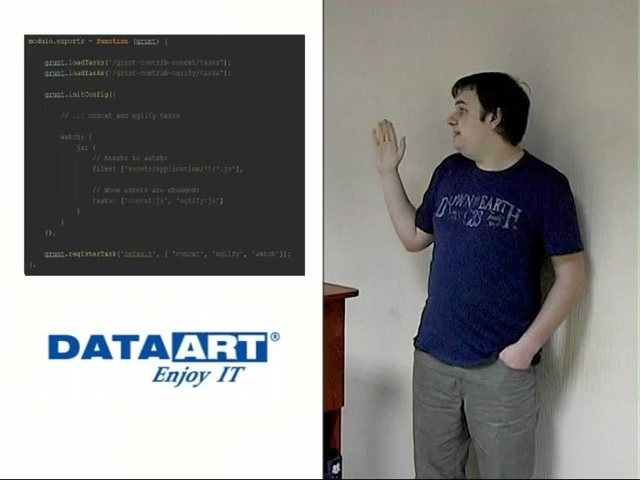 module.exports = function (grunt) {
grunt.loadTasks('/grunt-contrib-concat/tasks');
grunt.loadTasks('/grunt-contrib-uglify/tasks');
grunt.initConfig({
// ... concat and uglify tasks
watch: {
js: {
// Assets to watch:
files: ['assets/application/**/*.js'],
// When assets are changed:
tasks: ['concat:js', 'uglify:js']
}
}
});
grunt.registerTask('default', [ 'concat', 'uglify', 'watch']);
};
DATAART®
Enjoy IT
DOWN EARTH